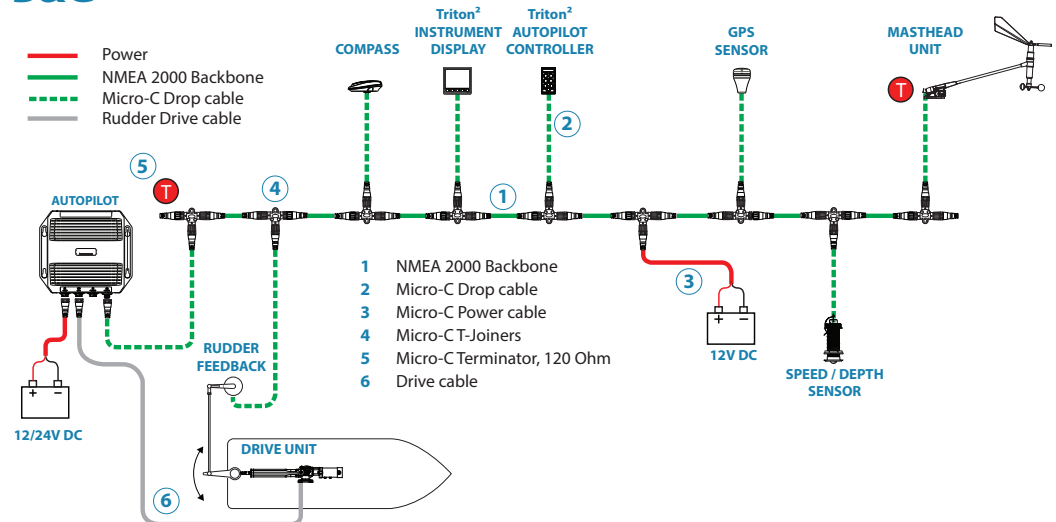 Power
NMEA 2000 Backbone
Micro-C Drop cable
Rudder Drive cable
COMPASS
Triton²
INSTRUMENT
DISPLAY
Triton²
AUTOPILOT
CONTROLLER
GPS
SENSOR
MASTHEAD
UNIT
T
2
5
T
4
1
AUTOPILOT
1 NMEA 2000 Backbone
2 Micro-C Drop cable
3 Micro-C Power cable
4 Micro-C T-Joiners
5 Micro-C Terminator, 120 Ohm
6 Drive cable
3
+ −
12V DC
SPEED / DEPTH
SENSOR
RUDDER
FEEDBACK
+ −
12/24V DC
DRIVE UNIT
6